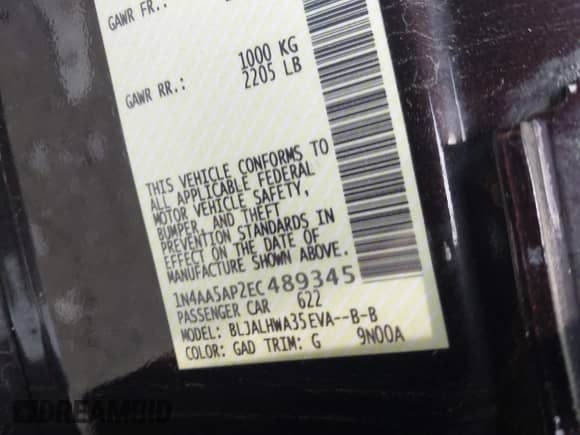 GAWR FR.:
1000 KG
GAWR RR.: 2205 LB
THIS VEHICLE CONFORMS TO
ALL APPLICABLE FEDERAL
MOTOR VEHICLE SAFETY,
BUMPER, AND THEFT
PREVENTION STANDARDS IN
EFFECT ON THE DATE OF
MANUFACTURE SHOWN ABOVE.
1N4AA5AP2EC489345
PASSENGER CAR 622
MODEL: BLJALHWA35EVA--B-B
COLOR: GAD TRIM: G 9N00A
DREAMBID